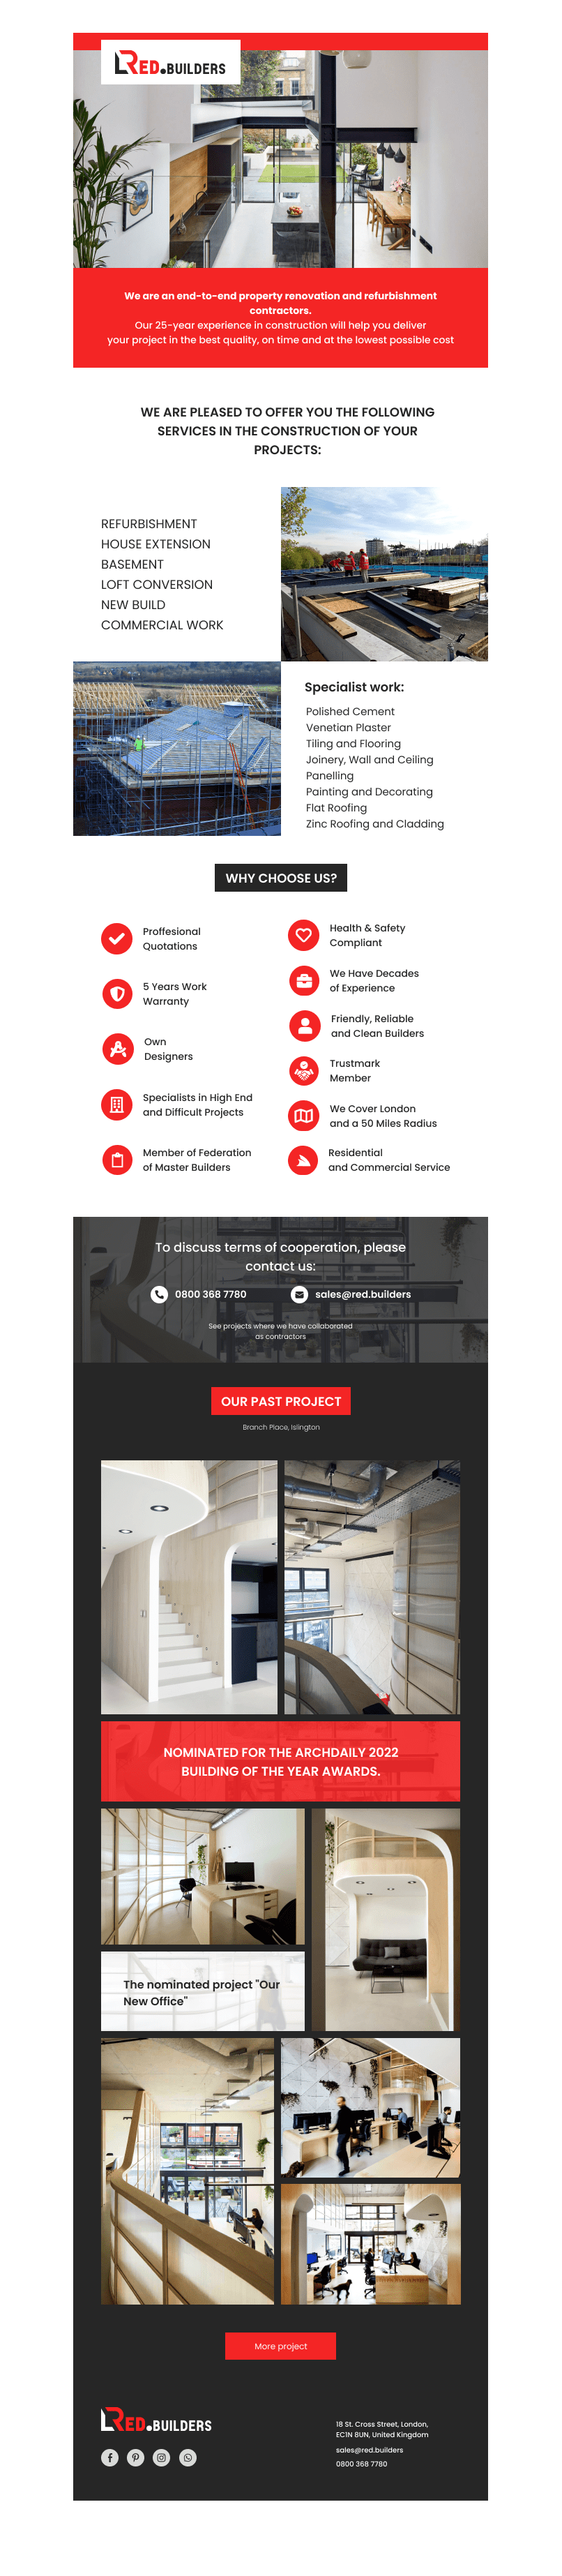 RED.BUILDERS
We are an end-to-end property renovation and refurbishment
contractors.
Our 25-year experience in construction will help you deliver
your project in the best quality, on time and at the lowest possible cost
WE ARE PLEASED TO OFFER YOU THE FOLLOWING
SERVICES IN THE CONSTRUCTION OF YOUR
PROJECTS:
REFURBISHMENT
HOUSE EXTENSION
BASEMENT
LOFT CONVERSION
NEW BUILD
COMMERCIAL WORK
Specialist work:
Polished Cement
Venetian Plaster
Tiling and Flooring
Joinery, Wall and Ceiling
Panelling
Painting and Decorating
Flat Roofing
Zinc Roofing and Cladding
WHY CHOOSE US?
Proffesional
Quotations
5 Years Work
Warranty
Own
Designers
Specialists in High End
and Difficult Projects
Member of Federation
of Master Builders
Health & Safety
Compliant
We Have Decades
of Experience
Friendly, Reliable
and Clean Builders
Trustmark
Member
We Cover London
and a 50 Miles Radius
Residential
and Commercial Service
To discuss terms of cooperation, please
contact us:
0800 368 7780
sales@red.builders
See projects where we have collaborated
as contractors
OUR PAST PROJECT
Branch Place, Islington
NOMINATED FOR THE ARCHDAILY 2022
BUILDING OF THE YEAR AWARDS.
The nominated project "Our
New Office"
More project
RED.BUILDERS
18 St. Cross Street, London,
EC1N 8UN, United Kingdom
sales@red.builders
0800 368 7780